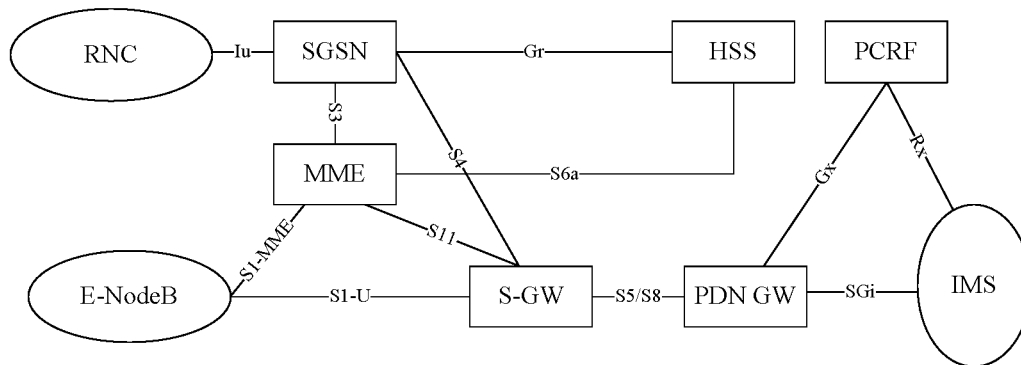 RNC
Iu
SGSN
Gr
HSS
PCRF
S3
S4
Gx
Rx
MME
S6a
S1-MME
S11
E-NodeB
S1-U
S-GW
S5/S8
PDN GW
SGi
IMS